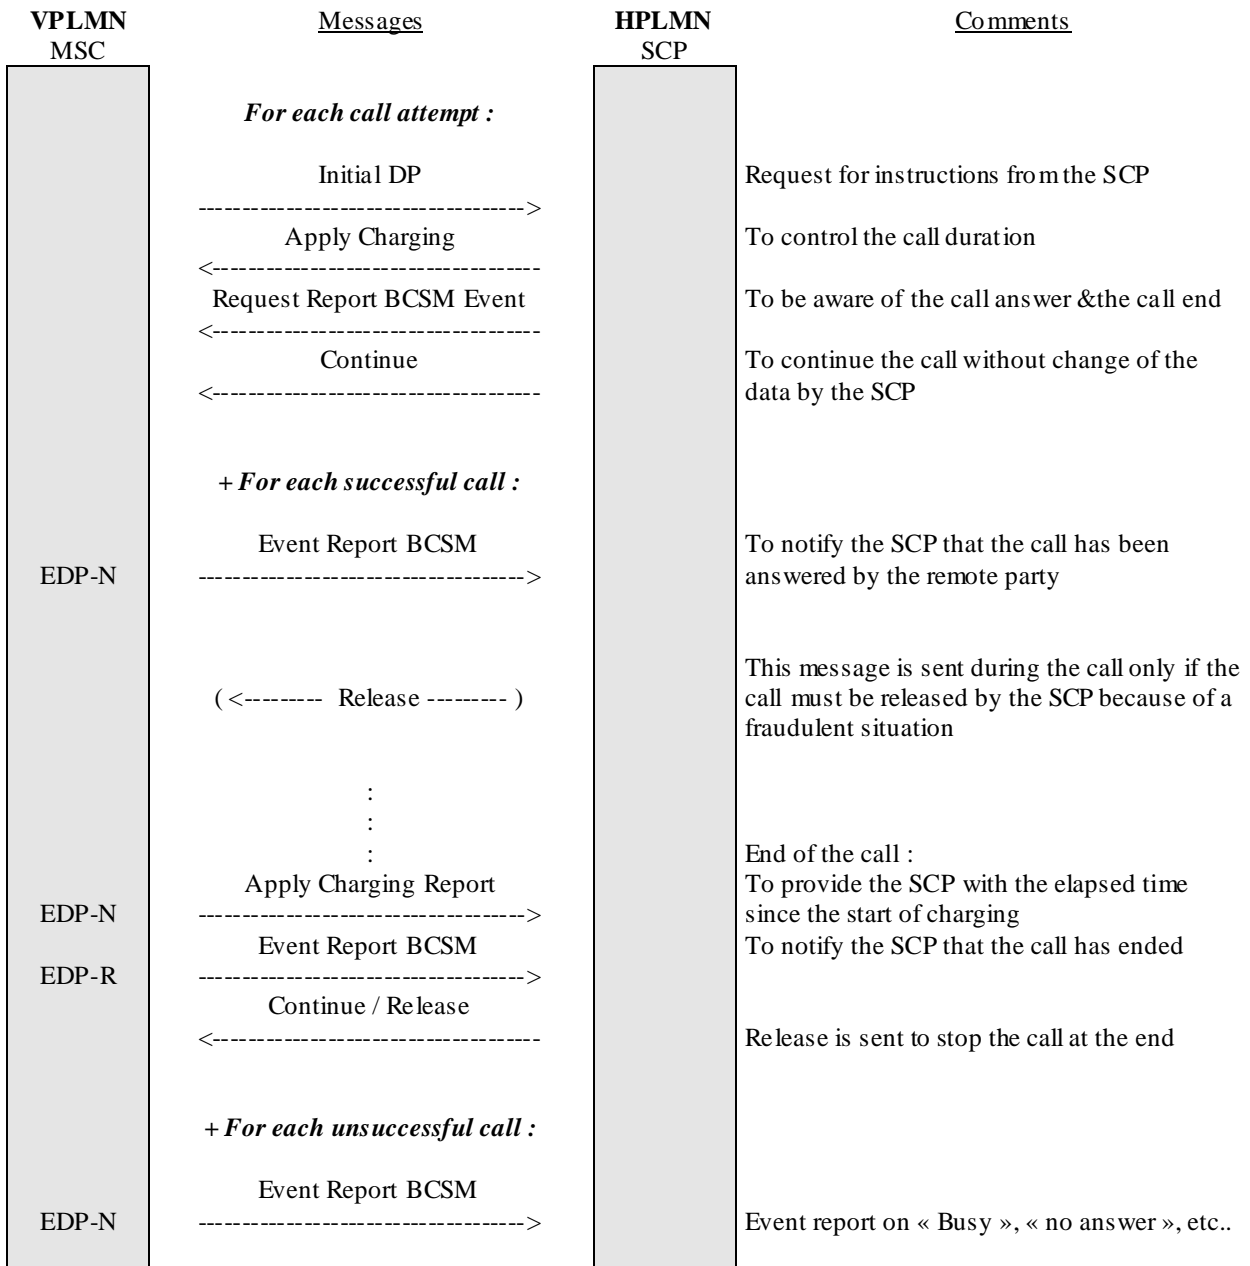 VPLMN Messages HPLMN Comments
MSC SCP
For each call attempt :
Initial DP Request for instructions from the SCP
------------------------------------->
Apply Charging To control the call duration
<-------------------------------------
Request Report BCSM Event To be aware of the call answer &the call end
<-------------------------------------
Continue To continue the call without change of the
<------------------------------------- data by the SCP
+ For each successful call :
Event Report BCSM To notify the SCP that the call has been
EDP-N -------------------------------------> answered by the remote party
This message is sent during the call only if the
( <--------- Release --------- ) call must be released by the SCP because of a
fraudulent situation
:
:
: End of the call :
Apply Charging Report To provide the SCP with the elapsed time
EDP-N -------------------------------------> since the start of charging
Event Report BCSM To notify the SCP that the call has ended
EDP-R ------------------------------------->
Continue / Release
<------------------------------------- Release is sent to stop the call at the end
+ For each unsuccessful call :
Event Report BCSM
EDP-N -------------------------------------> Event report on « Busy », « no answer », etc..